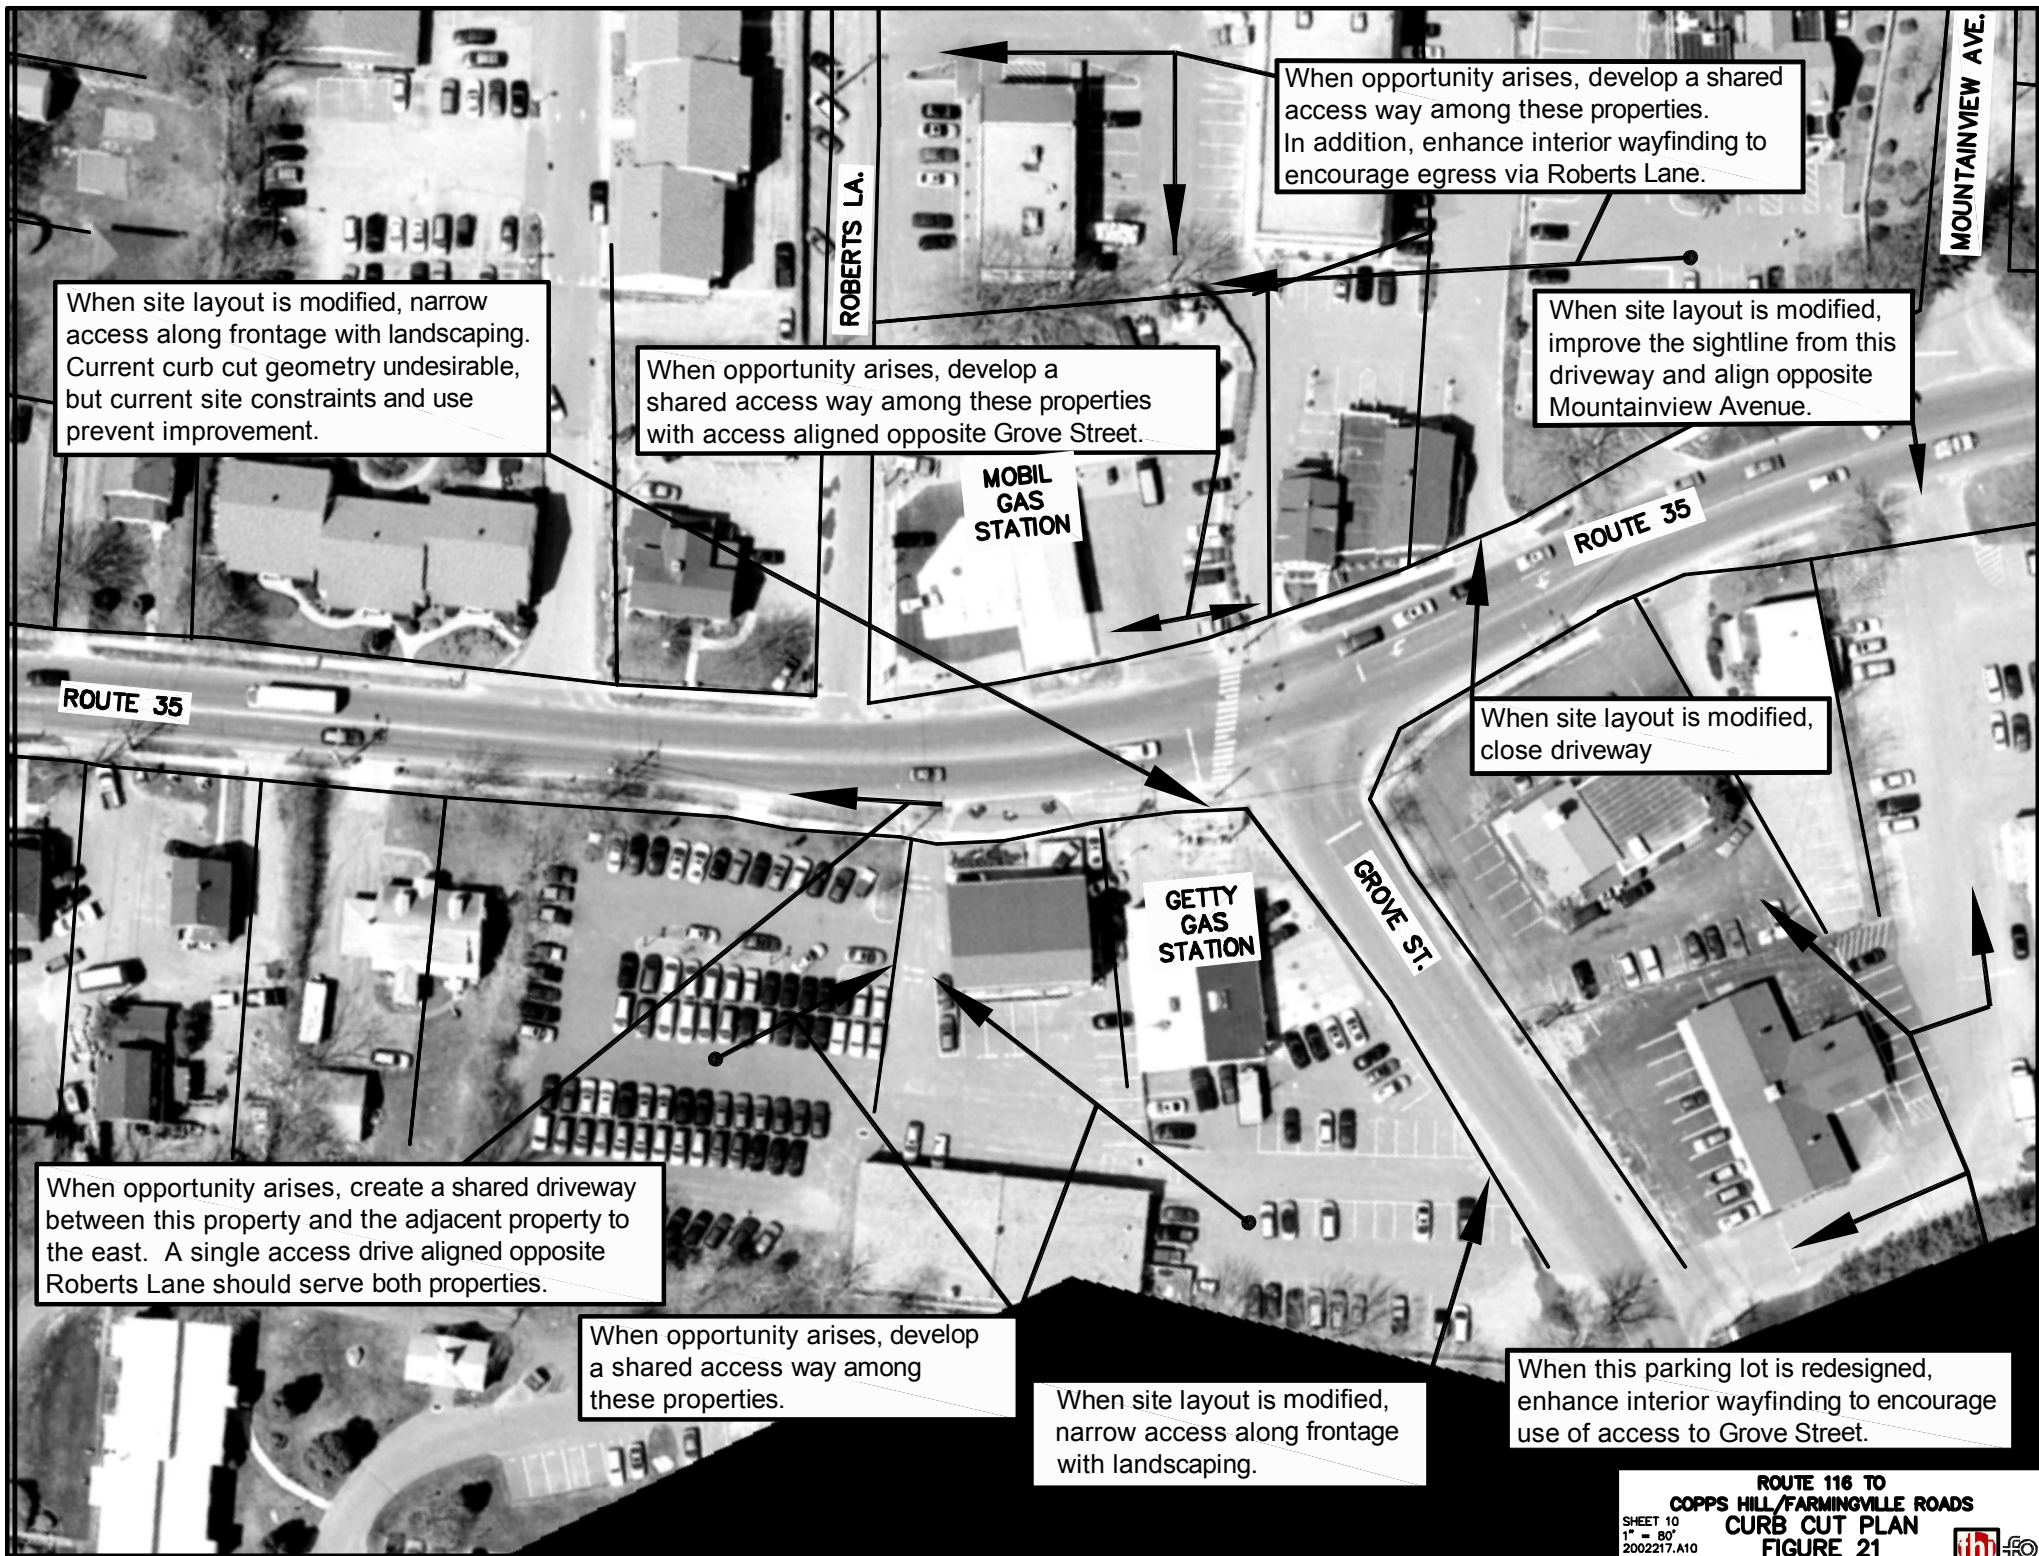 When opportunity arises, develop a shared
access way among these properties.
In addition, enhance interior wayfinding to
encourage egress via Roberts Lane.
MOUNTAINVIEW AVE.
ROBERTS LA.
When site layout is modified, narrow
access along frontage with landscaping.
Current curb cut geometry undesirable,
but current site constraints and use
prevent improvement.
When opportunity arises, develop a
shared access way among these properties
with access aligned opposite Grove Street.
When site layout is modified,
improve the sightline from this
driveway and align opposite
Mountainview Avenue.
MOBIL
GAS
STATION
ROUTE 35
ROUTE 35
When site layout is modified,
close driveway
GETTY
GAS
STATION
GROVE ST.
When opportunity arises, create a shared driveway
between this property and the adjacent property to
the east. A single access drive aligned opposite
Roberts Lane should serve both properties.
When opportunity arises, develop
a shared access way among
these properties.
When site layout is modified,
narrow access along frontage
with landscaping.
When this parking lot is redesigned,
enhance interior wayfinding to encourage
use of access to Grove Street.
ROUTE 116 TO
COPPS HILL/FARMINGVILLE ROADS
CURB CUT PLAN
FIGURE 21
SHEET 10
1" = 80'
2002217.A10